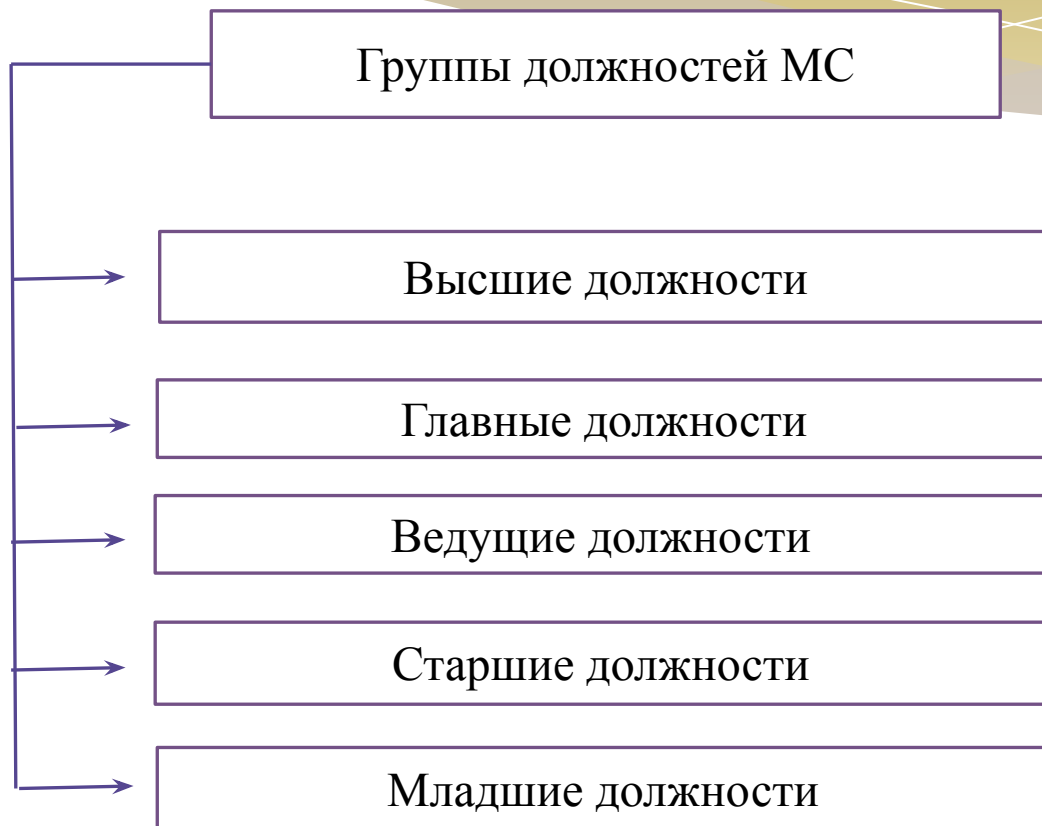 Группы должностей МС
Высшие должности
Главные должности
Ведущие должности
Старшие должности
Младшие должности